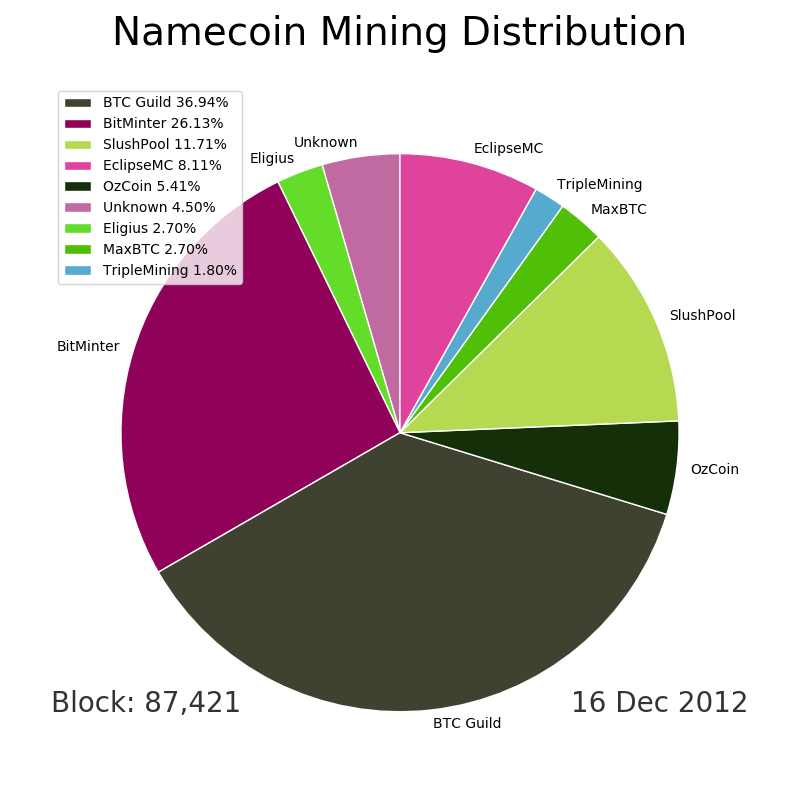 Namecoin Mining Distribution
BTC Guild 36.94%
BitMinter 26.13%
SlushPool 11.71%
EclipseMC 8.11%
OzCoin 5.41%
Unknown 4.50%
Eligius 2.70%
MaxBTC 2.70%
TripleMining 1.80%
Unknown
Eligius
EclipseMC
TripleMining
MaxBTC
SlushPool
BitMinter
OzCoin
Block: 87,421
16 Dec 2012
BTC Guild